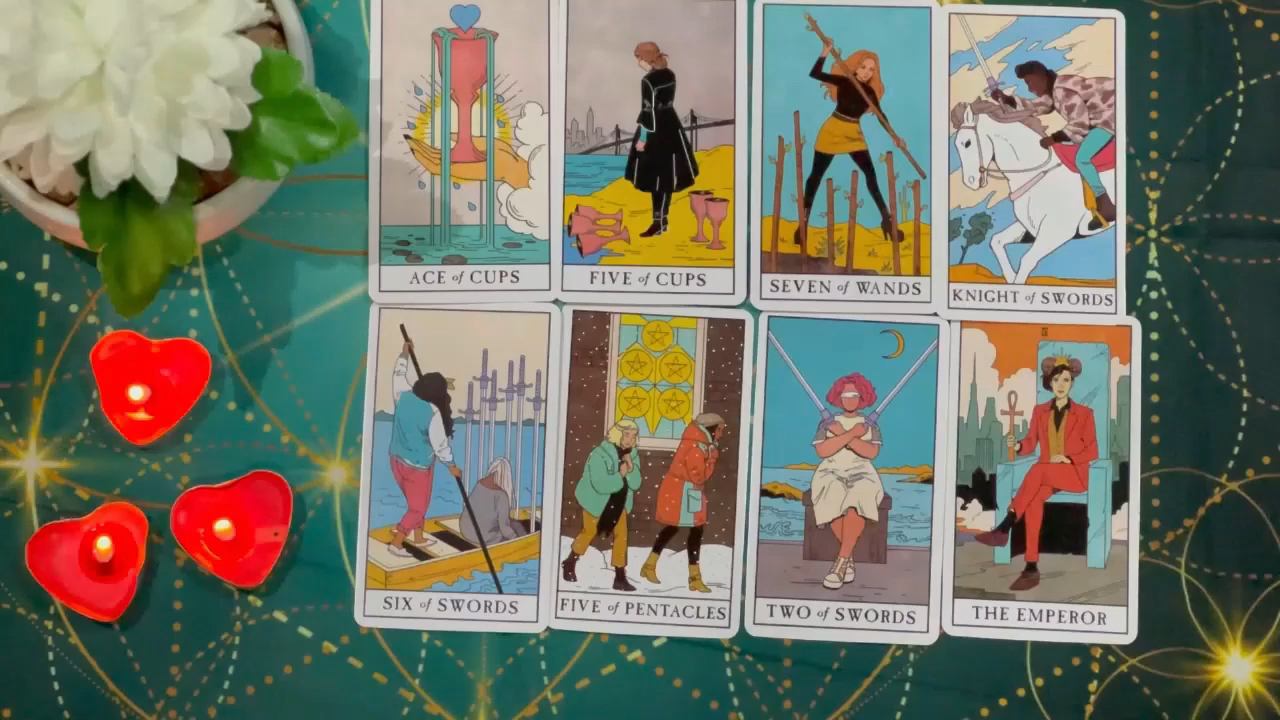 ACE of CUPS
FIVE of CUPS
SEVEN of WANDS
KNIGHT of SWORDS
SIX of SWORDS
FIVE of PENTACLES
TWO of SWORDS
THE EMPEROR